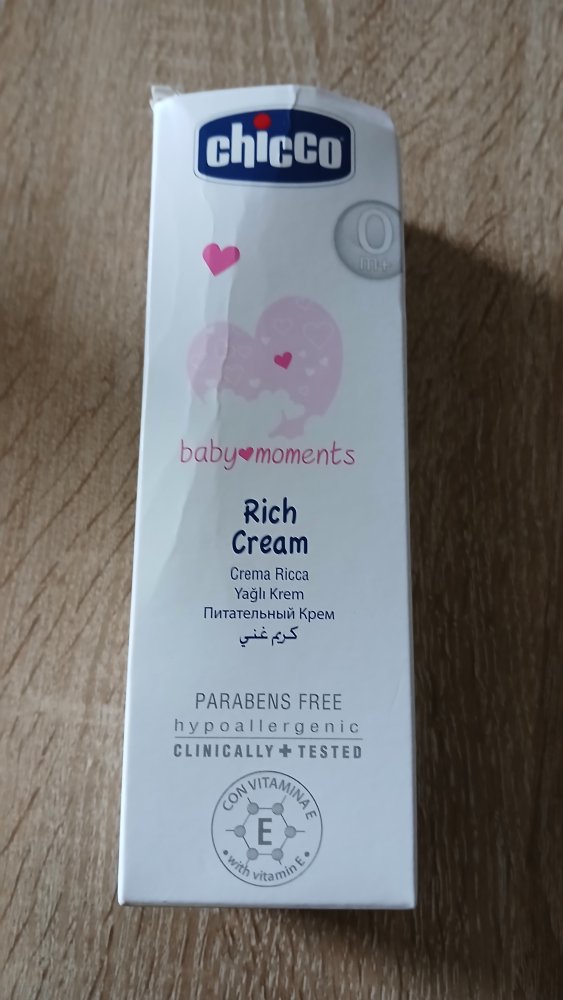 chicco
0
m+
baby moments
Rich
Cream
Crema Ricca
Yağlı Krem
Питательный Крем
كريم غني
PARABENS FREE
hypoallergenic
CLINICALLY + TESTED
CON VITAMINA E
E
• with vitamin E •